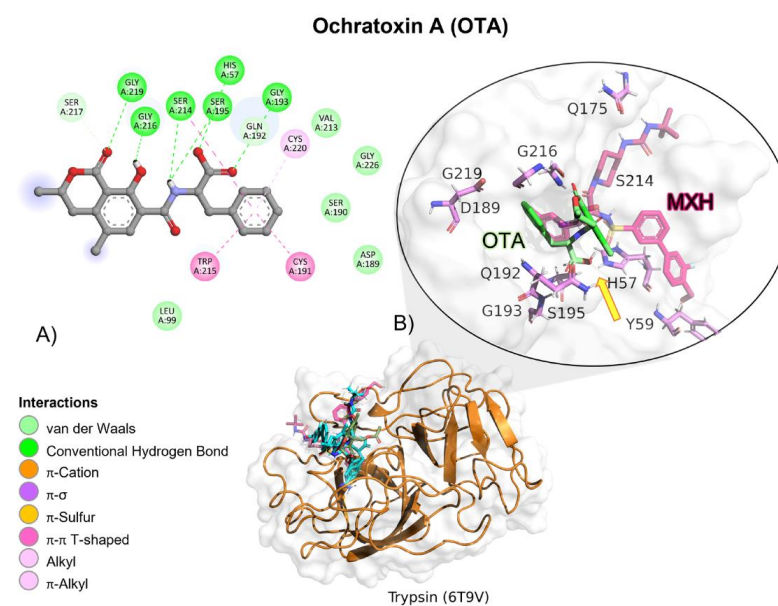 Ochratoxin A (OTA)
HIS
A:57
GLY
A:219
SER
A:214
SER
A:195
GLY
A:193
SER
A:217
GLY
A:216
GLN
A:192
VAL
A:213
CYS
A:220
GLY
A:226
SER
A:190
TRP
A:215
CYS
A:191
ASP
A:189
LEU
A:99
A)
Q175
G219
G216
S214
D189
MXH
OTA
Q192
H57
G193
S195
Y59
B)
Interactions
van der Waals
Conventional Hydrogen Bond
π-Cation
π-σ
π-Sulfur
π-π T-shaped
Alkyl
π-Alkyl
Trypsin (6T9V)